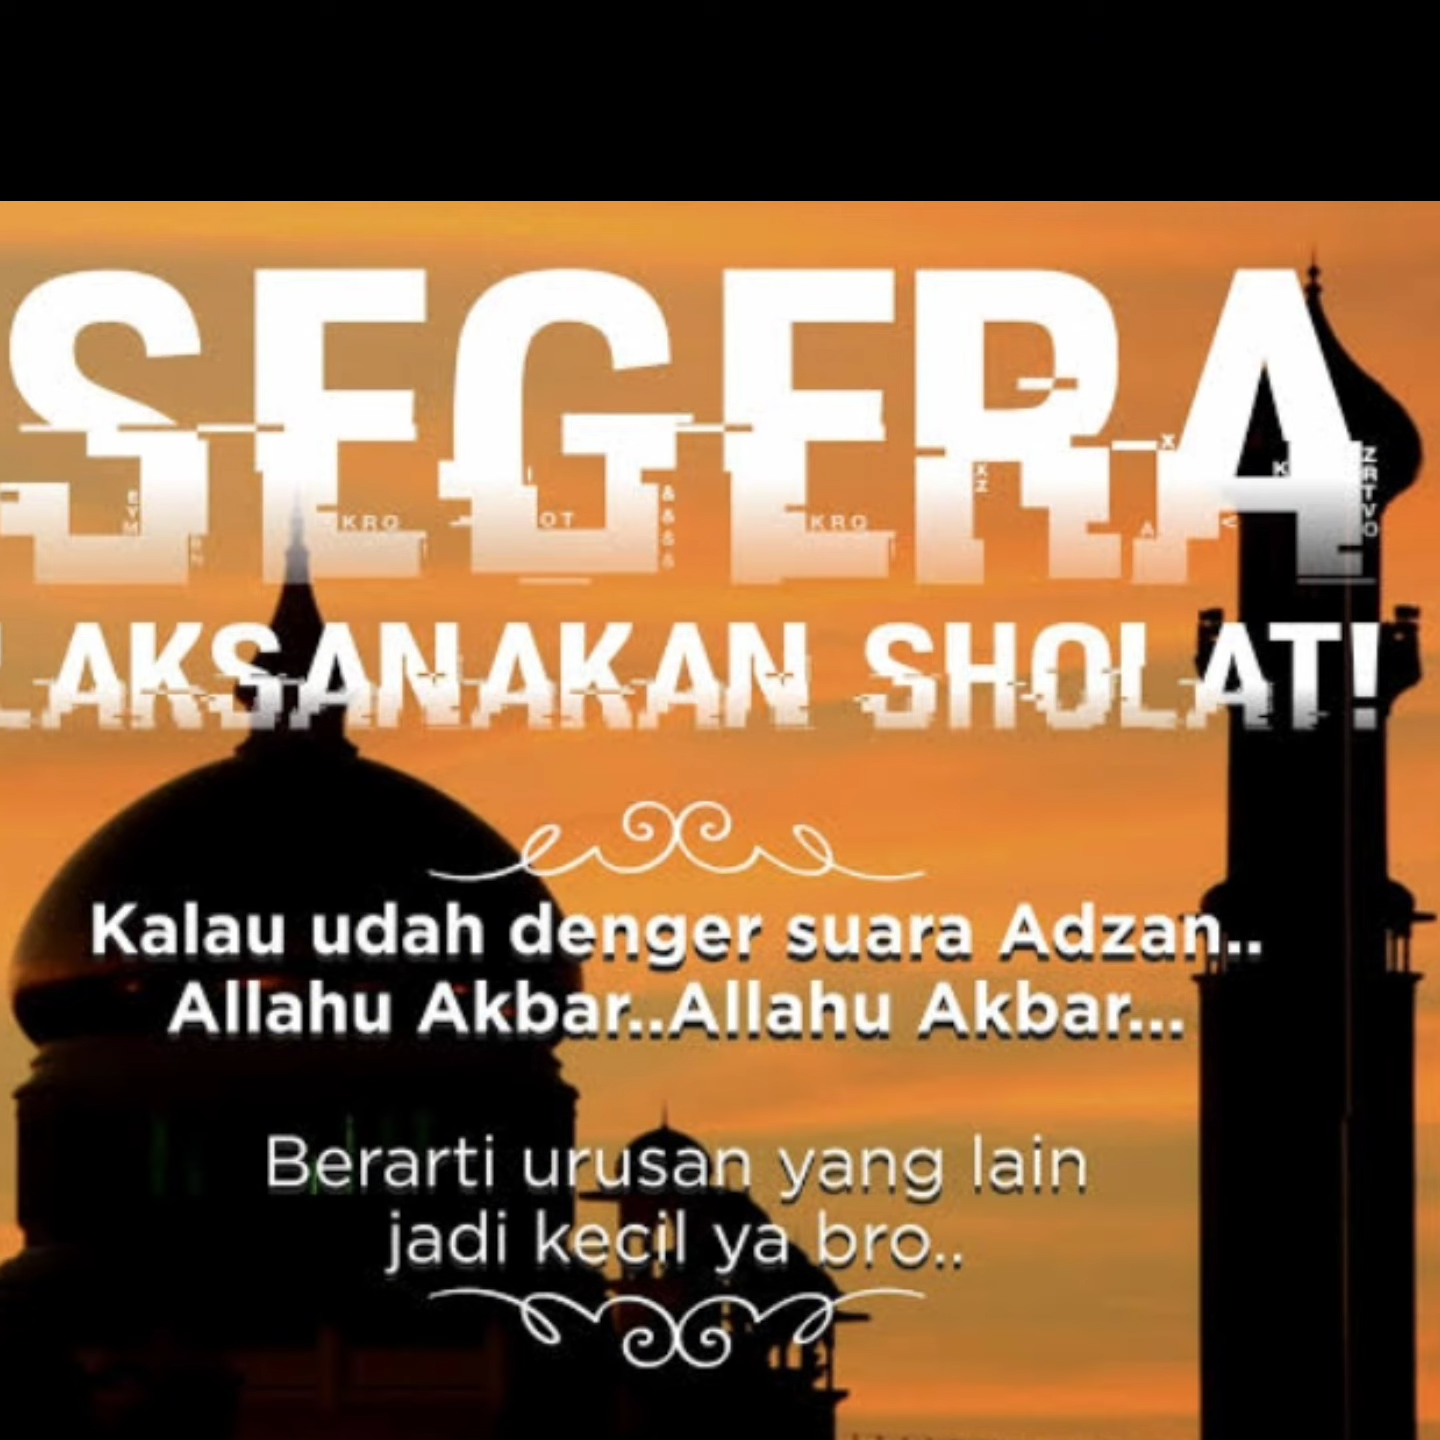 SEGERA
LAKSANAKAN SHOLAT!
Kalau udah denger suara Adzan..
Allahu Akbar..Allahu Akbar...
Berarti urusan yang lain
jadi kecil ya bro..